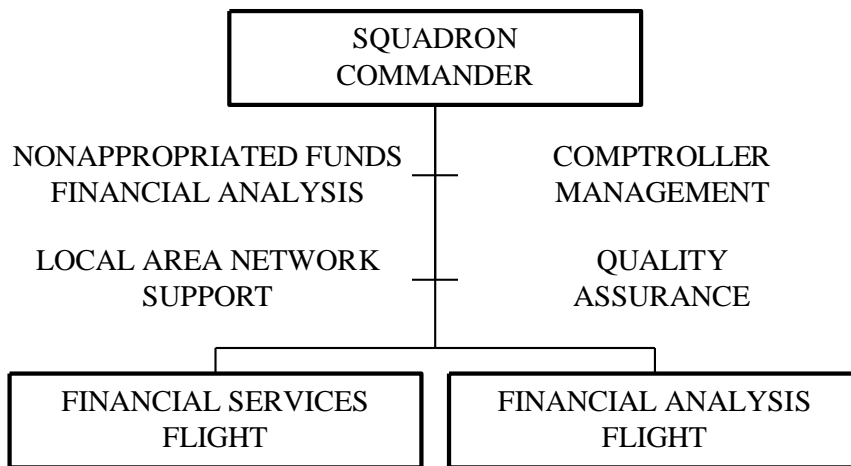 SQUADRON
COMMANDER
NONAPPROPRIATED FUNDS
FINANCIAL ANALYSIS
COMPTROLLER
MANAGEMENT
LOCAL AREA NETWORK
SUPPORT
QUALITY
ASSURANCE
FINANCIAL SERVICES
FLIGHT
FINANCIAL ANALYSIS
FLIGHT